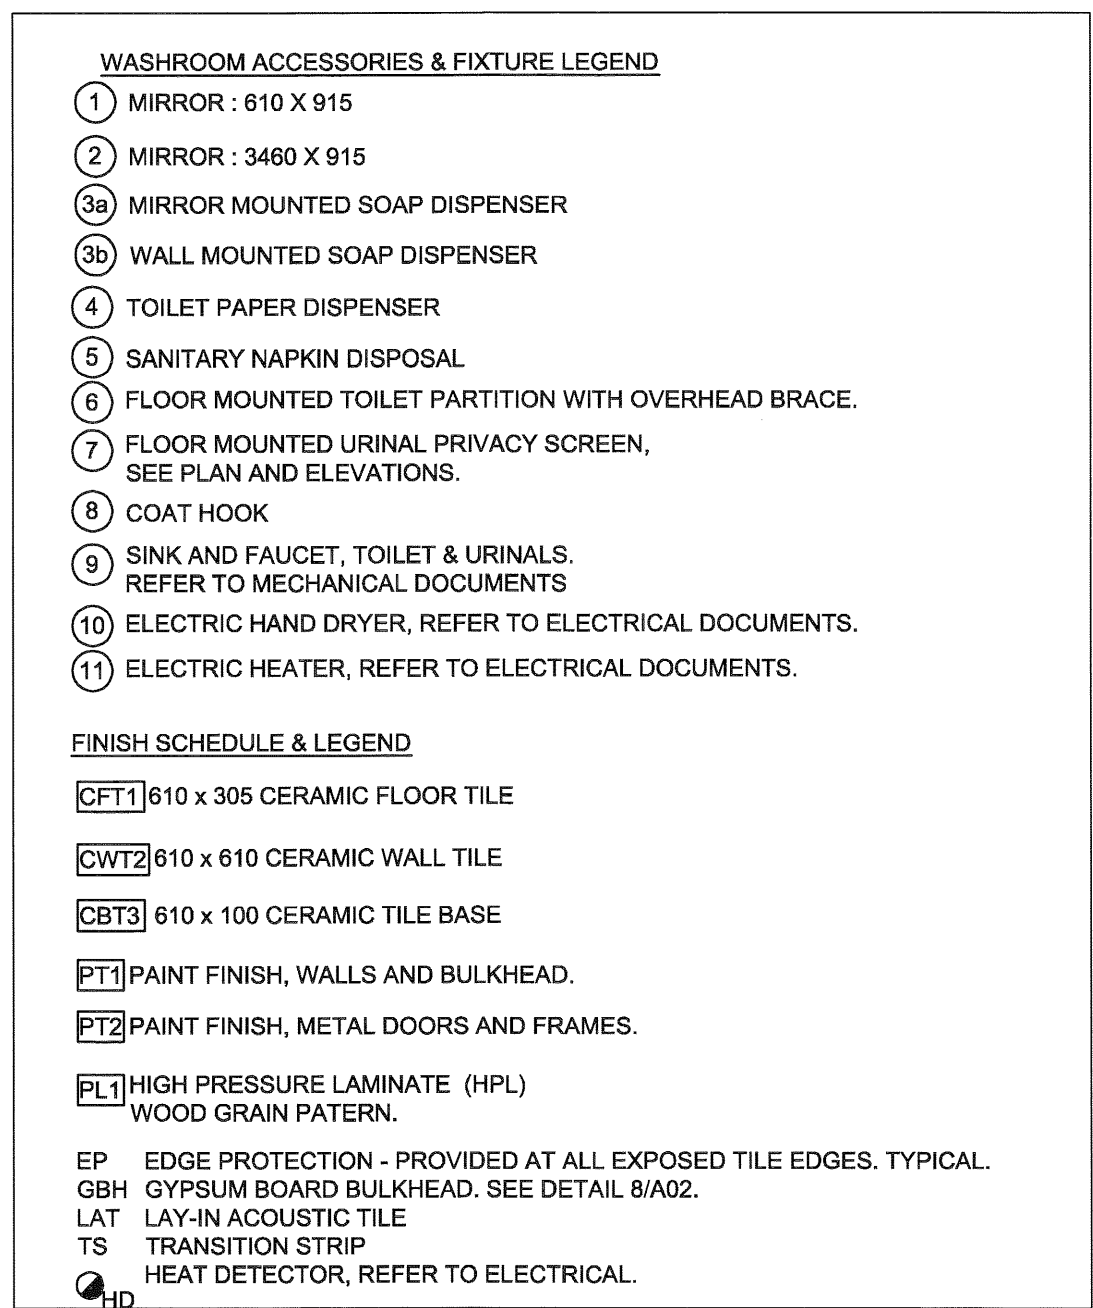 WASHROOM ACCESSORIES & FIXTURE LEGEND
1 MIRROR : 610 X 915
2 MIRROR : 3460 X 915
3a MIRROR MOUNTED SOAP DISPENSER
3b WALL MOUNTED SOAP DISPENSER
4 TOILET PAPER DISPENSER
5 SANITARY NAPKIN DISPOSAL
6 FLOOR MOUNTED TOILET PARTITION WITH OVERHEAD BRACE.
7 FLOOR MOUNTED URINAL PRIVACY SCREEN,
SEE PLAN AND ELEVATIONS.
8 COAT HOOK
9 SINK AND FAUCET, TOILET & URINALS.
REFER TO MECHANICAL DOCUMENTS
10 ELECTRIC HAND DRYER, REFER TO ELECTRICAL DOCUMENTS.
11 ELECTRIC HEATER, REFER TO ELECTRICAL DOCUMENTS.
FINISH SCHEDULE & LEGEND
CFT1 610 x 305 CERAMIC FLOOR TILE
CWT2 610 x 610 CERAMIC WALL TILE
CBT3 610 x 100 CERAMIC TILE BASE
PT1 PAINT FINISH, WALLS AND BULKHEAD.
PT2 PAINT FINISH, METAL DOORS AND FRAMES.
PL1 HIGH PRESSURE LAMINATE (HPL)
WOOD GRAIN PATERN.
EP EDGE PROTECTION - PROVIDED AT ALL EXPOSED TILE EDGES. TYPICAL.
GBH GYPSUM BOARD BULKHEAD. SEE DETAIL 8/A02.
LAT LAY-IN ACOUSTIC TILE
TS TRANSITION STRIP
HD HEAT DETECTOR, REFER TO ELECTRICAL.